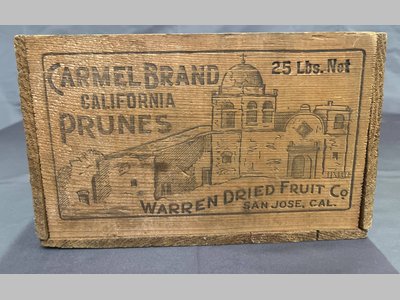 CARMEL BRAND
25 Lbs. Net
CALIFORNIA
PRUNES
WARREN DRIED FRUIT CO
SAN JOSE, CAL.